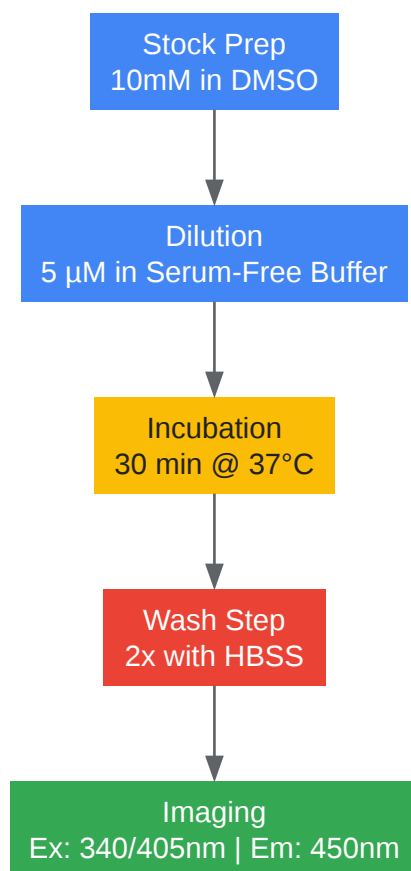 Stock Prep
10mM in DMSO
Dilution
5 µM in Serum-Free Buffer
Incubation
30 min @ 37°C
Wash Step
2x with HBSS
Imaging
Ex: 340/405nm | Em: 450nm